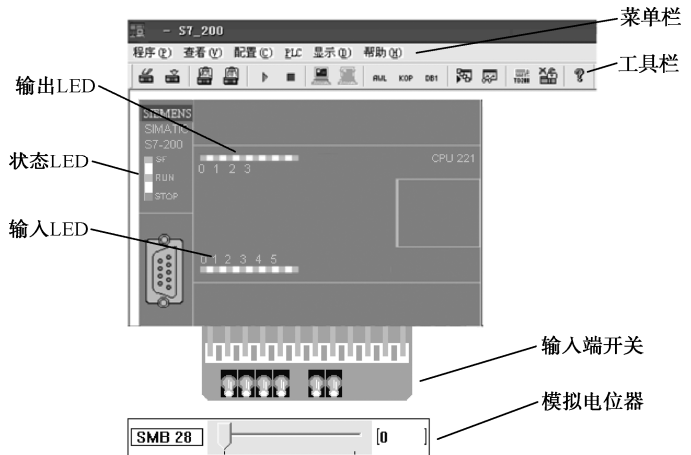 - S7_200
菜单栏
程序(P) 查看(V) 配置(C) PLC 显示(D) 帮助(H)
工具栏
AWL KOP DB1
输出LED
SIEMENS
SIMATIC
S7-200
状态LED
SF
RUN
STOP
0 1 2 3
CPU 221
输入LED
0 1 2 3 4 5
输入端开关
模拟电位器
SMB 28
[0 ]